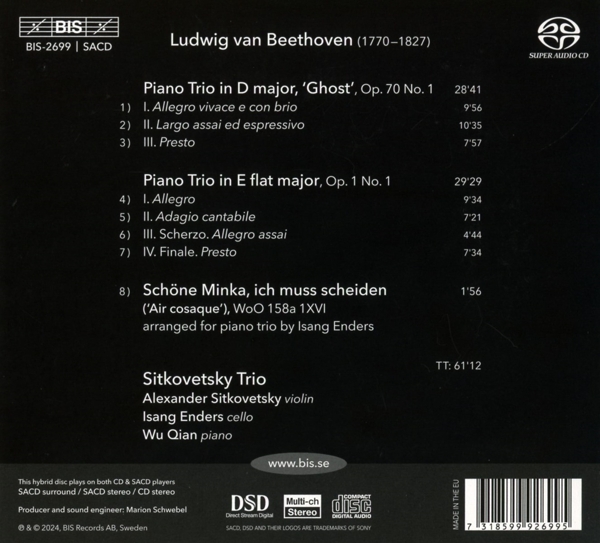 BIS
BIS-2699 | SACD
SUPER AUDIO CD
Ludwig van Beethoven (1770–1827)
Piano Trio in D major, ‘Ghost’, Op. 70 No. 1 28'41
1) I. Allegro vivace e con brio 9'56
2) II. Largo assai ed espressivo 10'35
3) III. Presto 7'57
Piano Trio in E flat major, Op. 1 No. 1 29'29
4) I. Allegro 9'34
5) II. Adagio cantabile 7'21
6) III. Scherzo. Allegro assai 4'44
7) IV. Finale. Presto 7'34
8) Schöne Minka, ich muss scheiden 1'56
(‘Air cosaque’), WoO 158a 1XVI
arranged for piano trio by Isang Enders
TT: 61'12
Sitkovetsky Trio
Alexander Sitkovetsky violin
Isang Enders cello
Wu Qian piano
www.bis.se
This hybrid disc plays on both CD & SACD players
SACD surround / SACD stereo / CD stereo
Producer and sound engineer: Marion Schwebel
℗ & © 2024, BIS Records AB, Sweden
DSD
Direct Stream Digital
Multi-ch
Stereo
COMPACT
disc
DIGITAL AUDIO
SACD, DSD AND THEIR LOGOS ARE TRADEMARKS OF SONY
MADE IN THE EU
7 318599 926995